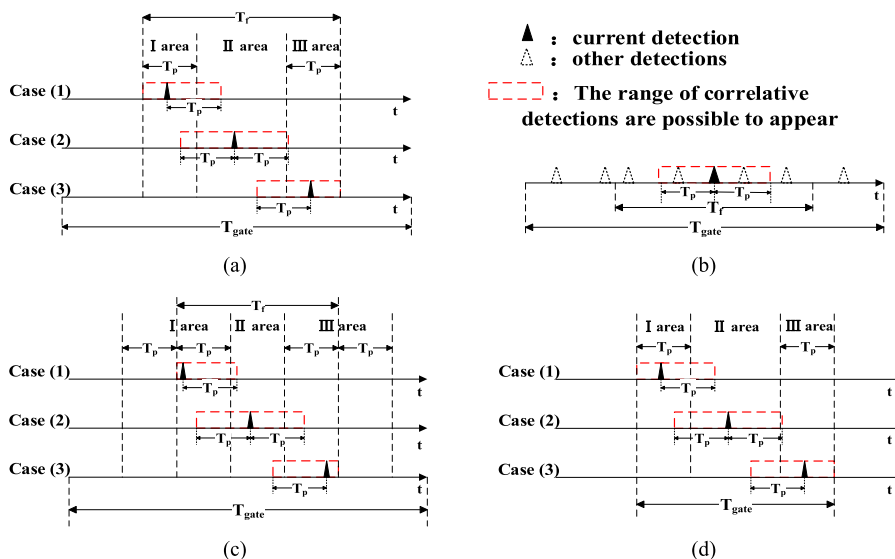 T_f
I area II area III area
T_p T_p
Case (1)
T_p
t
Case (2)
T_p T_p
t
Case (3)
T_p
t
T_gate
(a)
: current detection
: other detections
: The range of correlative
detections are possible to appear
T_p T_p
t
T_f
T_gate
(b)
T_f
I area II area III area
T_p T_p T_p T_p
Case (1)
T_p
t
Case (2)
T_p T_p
t
Case (3)
T_p
t
T_gate
(c)
I area II area III area
T_p T_p
Case (1)
T_p
t
Case (2)
T_p T_p
t
Case (3)
T_p
t
T_gate
(d)